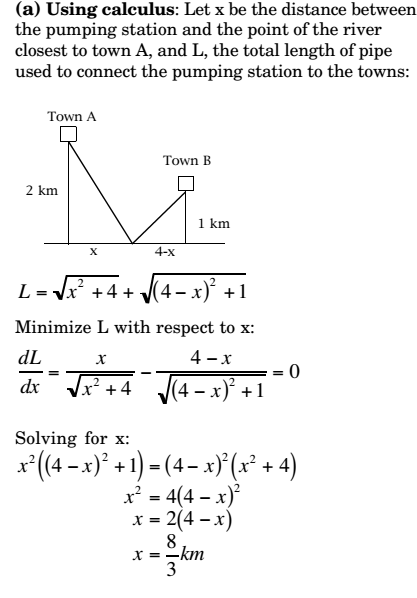 (a) Using calculus: Let x be the distance between
the pumping station and the point of the river
closest to town A, and L, the total length of pipe
used to connect the pumping station to the towns:
Town A
Town B
2 km
1 km
x
4-x
L = √(x² + 4) + √((4 – x)² + 1)
Minimize L with respect to x:
dL/dx = x/√(x² + 4) – (4 – x)/√((4 – x)² + 1) = 0
Solving for x:
x²((4 – x)² + 1) = (4 – x)²(x² + 4)
x² = 4(4 – x)²
x = 2(4 – x)
x = 8/3 km